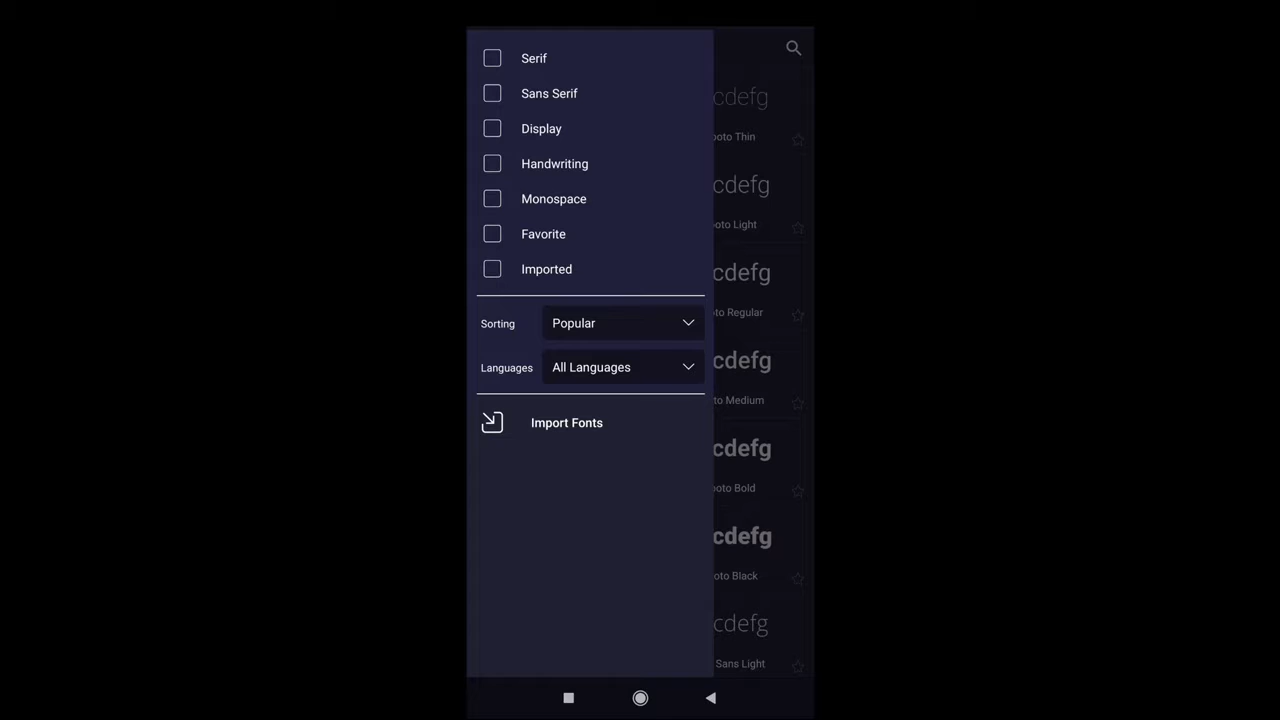 Serif
Sans Serif
Display
Handwriting
Monospace
Favorite
Imported
Sorting Popular
Languages All Languages
Import Fonts
cdefg
oto Thin
cdefg
oto Light
cdefg
oto Regular
cdefg
to Medium
cdefg
oto Bold
cdefg
oto Black
cdefg
Sans Light